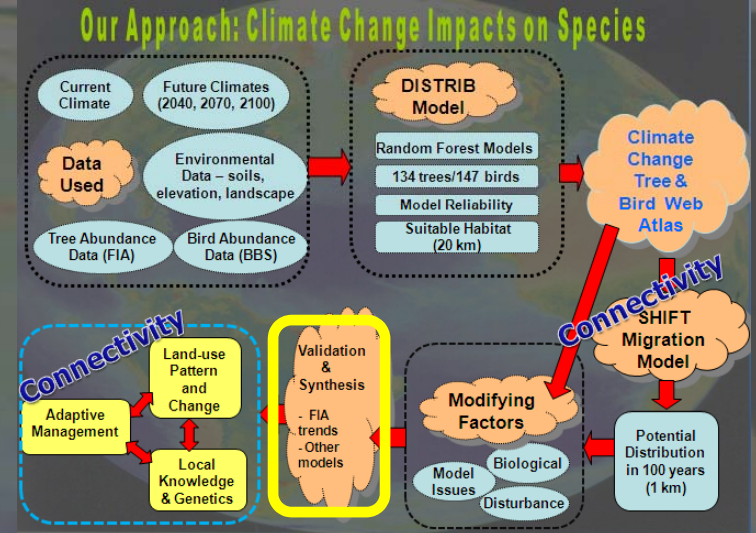 Our Approach: Climate Change Impacts on Species
Current
Climate
Future Climates
(2040, 2070, 2100)
Data
Used
Environmental
Data – soils,
elevation, landscape
Tree Abundance
Data (FIA)
Bird Abundance
Data (BBS)
DISTRIB
Model
Random Forest Models
134 trees/147 birds
Model Reliability
Suitable Habitat
(20 km)
Climate
Change
Tree &
Bird Web
Atlas
Connectivity
SHIFT
Migration
Model
Potential
Distribution
in 100 years
(1 km)
Modifying
Factors
Biological
Model
Issues
Disturbance
Validation
&
Synthesis
- FIA
trends
-Other
models
Connectivity
Land-use
Pattern
and
Change
Adaptive
Management
Local
Knowledge
& Genetics